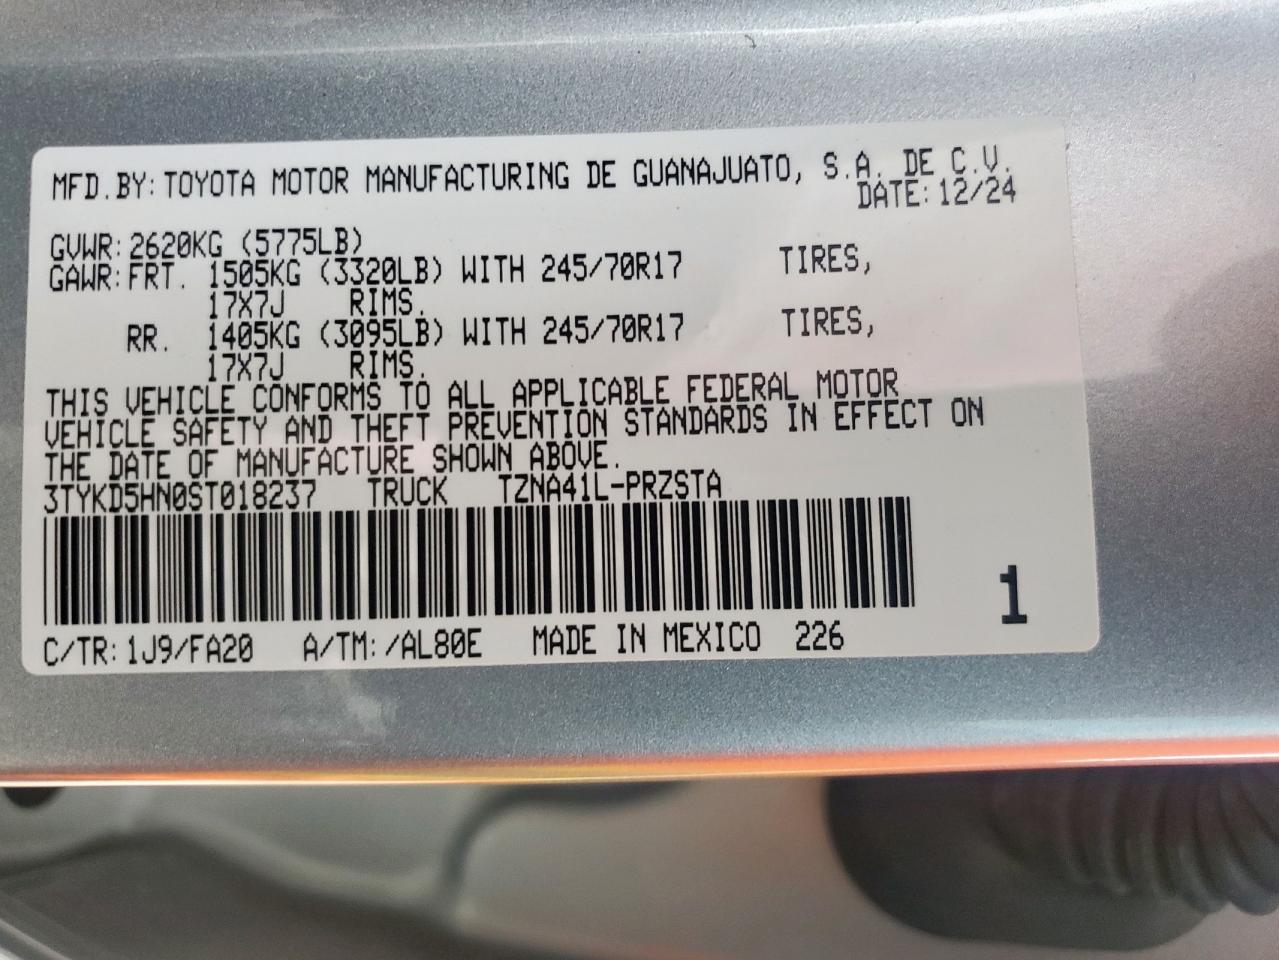 MFD.BY:TOYOTA MOTOR MANUFACTURING DE GUANAJUATO, S.A. DE C.V.
DATE:12/24
GVWR:2620KG (5775LB)
GAWR:FRT. 1505KG (3320LB) WITH 245/70R17 TIRES,
17X7J RIMS.
RR. 1405KG (3095LB) WITH 245/70R17 TIRES,
17X7J RIMS.
THIS VEHICLE CONFORMS TO ALL APPLICABLE FEDERAL MOTOR
VEHICLE SAFETY AND THEFT PREVENTION STANDARDS IN EFFECT ON
THE DATE OF MANUFACTURE SHOWN ABOVE.
3TYKD5HN0ST018237 TRUCK TZNA41L-PRZSTA
1
C/TR:1J9/FA20 A/TM:/AL80E MADE IN MEXICO 226